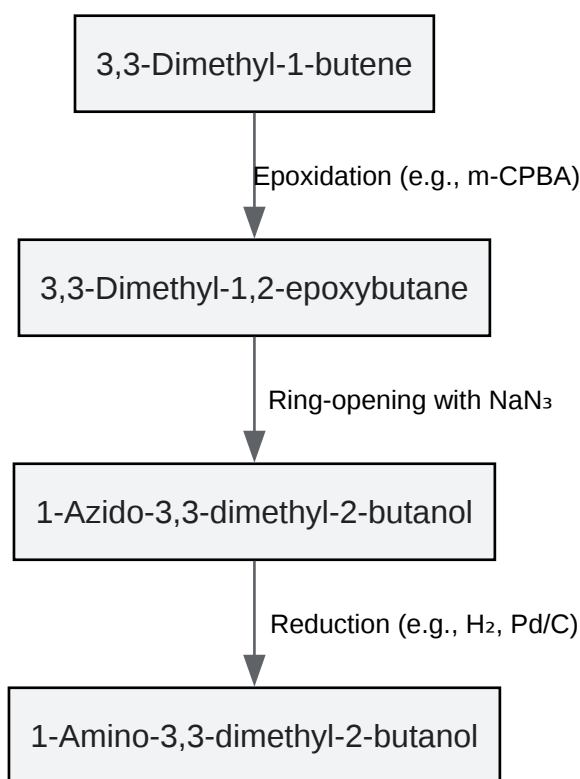 3,3-Dimethyl-1-butene
Epoxidation (e.g., m-CPBA)
3,3-Dimethyl-1,2-epoxybutane
Ring-opening with NaN₃
1-Azido-3,3-dimethyl-2-butanol
Reduction (e.g., H₂, Pd/C)
1-Amino-3,3-dimethyl-2-butanol